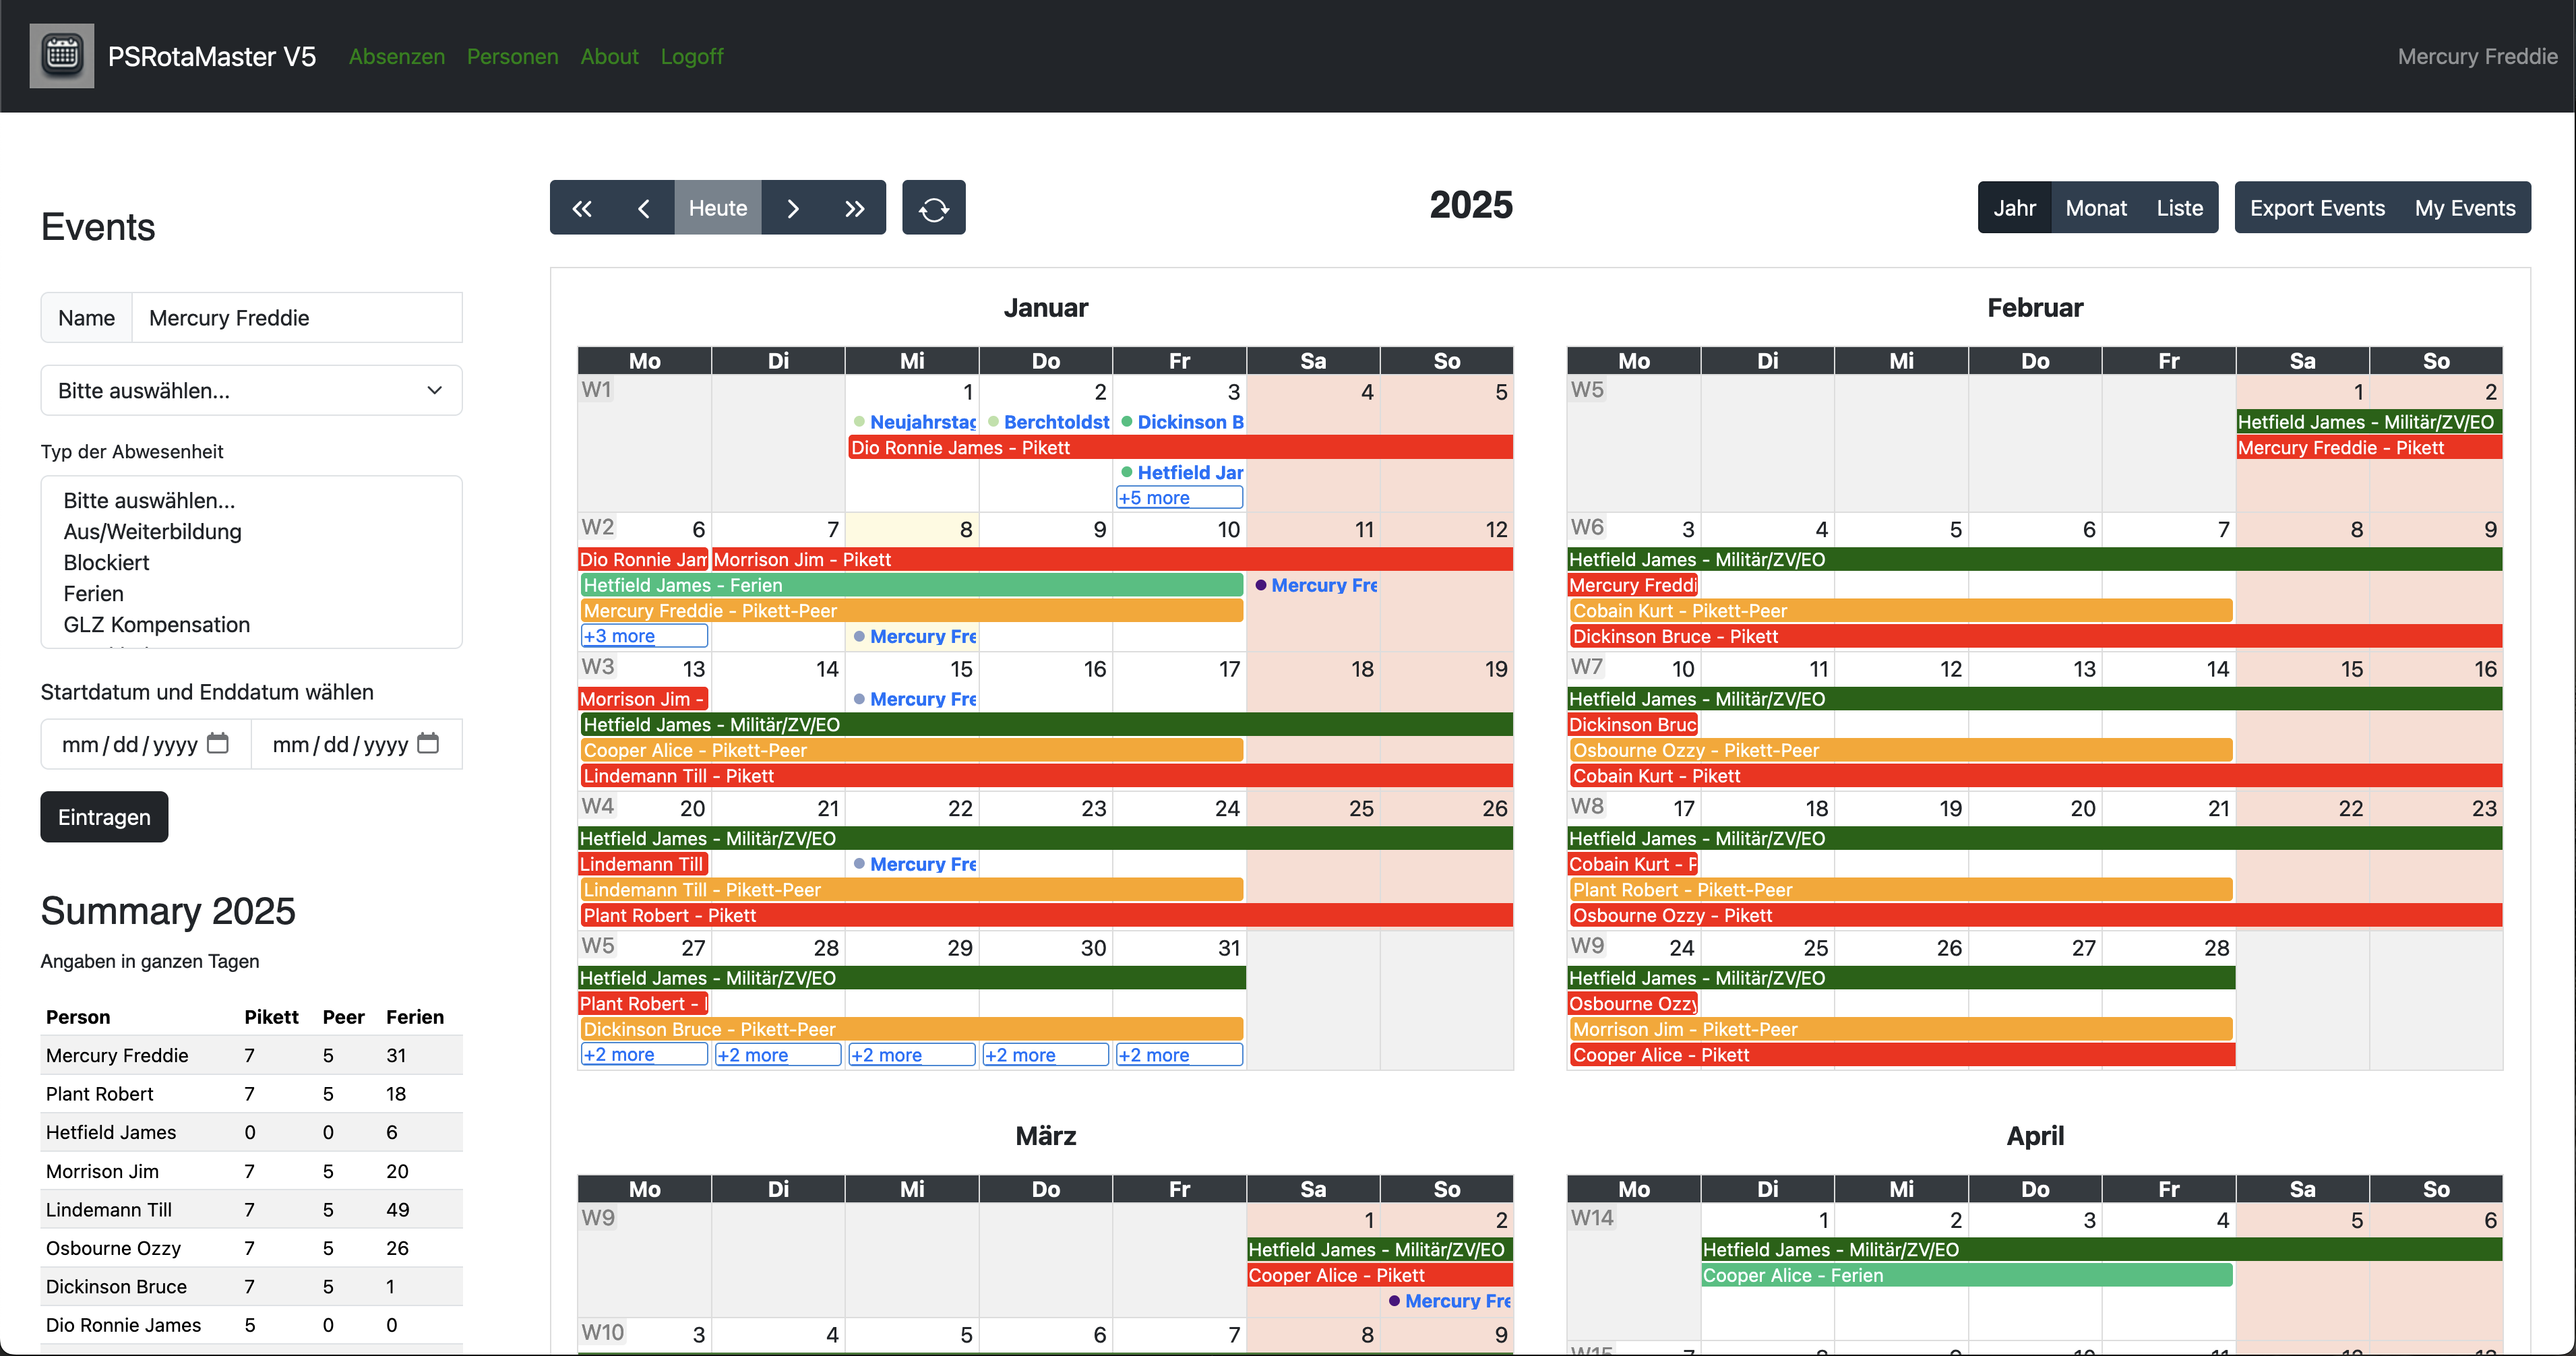 PSRotaMaster V5 Absenzen Personen About Logoff Mercury Freddie
Events
Name Mercury Freddie
Bitte auswählen...
Typ der Abwesenheit
Bitte auswählen...
Aus/Weiterbildung
Blockiert
Ferien
GLZ Kompensation
Startdatum und Enddatum wählen
mm/dd/yyyy mm/dd/yyyy
Eintragen
Summary 2025
Angaben in ganzen Tagen
Person Pikett Peer Ferien
Mercury Freddie 7 5 31
Plant Robert 7 5 18
Hetfield James 0 0 6
Morrison Jim 7 5 20
Lindemann Till 7 5 49
Osbourne Ozzy 7 5 26
Dickinson Bruce 7 5 1
Dio Ronnie James 5 0 0
Heute 2025 Jahr Monat Liste Export Events My Events
Januar
Mo Di Mi Do Fr Sa So
W1 1 2 3 4 5
Neujahrstag Berchtoldst Dickinson B
Dio Ronnie James - Pikett
Hetfield Jar
+5 more
W2 6 7 8 9 10 11 12
Dio Ronnie Jam Morrison Jim - Pikett
Hetfield James - Ferien Mercury Fre
Mercury Freddie - Pikett-Peer
+3 more Mercury Fre
W3 13 14 15 16 17 18 19
Morrison Jim - Mercury Fre
Hetfield James - Militär/ZV/EO
Cooper Alice - Pikett-Peer
Lindemann Till - Pikett
W4 20 21 22 23 24 25 26
Hetfield James - Militär/ZV/EO
Lindemann Till Mercury Fre
Lindemann Till - Pikett-Peer
Plant Robert - Pikett
W5 27 28 29 30 31
Hetfield James - Militär/ZV/EO
Plant Robert -
Dickinson Bruce - Pikett-Peer
+2 more +2 more +2 more +2 more +2 more
Februar
Mo Di Mi Do Fr Sa So
W5 1 2
Hetfield James - Militär/ZV/EO
Mercury Freddie - Pikett
W6 3 4 5 6 7 8 9
Hetfield James - Militär/ZV/EO
Mercury Freddi
Cobain Kurt - Pikett-Peer
Dickinson Bruce - Pikett
W7 10 11 12 13 14 15 16
Hetfield James - Militär/ZV/EO
Dickinson Bruc
Osbourne Ozzy - Pikett-Peer
Cobain Kurt - Pikett
W8 17 18 19 20 21 22 23
Hetfield James - Militär/ZV/EO
Cobain Kurt - P
Plant Robert - Pikett-Peer
Osbourne Ozzy - Pikett
W9 24 25 26 27 28
Hetfield James - Militär/ZV/EO
Osbourne Ozzy
Morrison Jim - Pikett-Peer
Cooper Alice - Pikett
März
Mo Di Mi Do Fr Sa So
W9 1 2
Hetfield James - Militär/ZV/EO
Cooper Alice - Pikett
Mercury Fre
W10 3 4 5 6 7 8 9
April
Mo Di Mi Do Fr Sa So
W14 1 2 3 4 5 6
Hetfield James - Militär/ZV/EO
Cooper Alice - Ferien